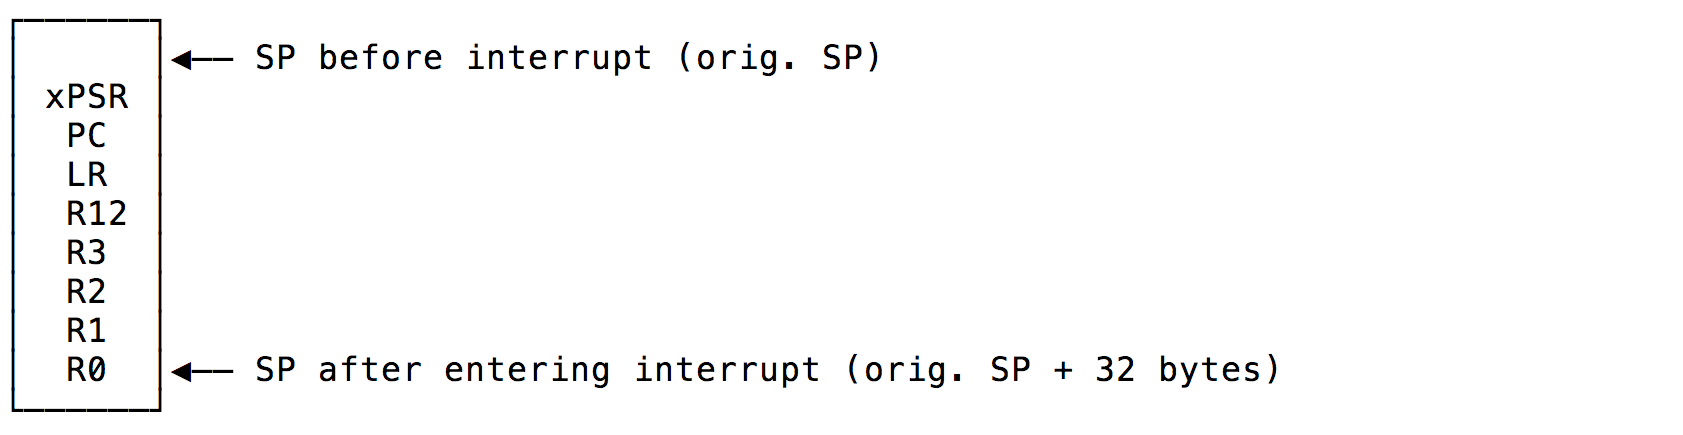 ◀—— SP before interrupt (orig. SP)
xPSR
PC
LR
R12
R3
R2
R1
R0 ◀—— SP after entering interrupt (orig. SP + 32 bytes)